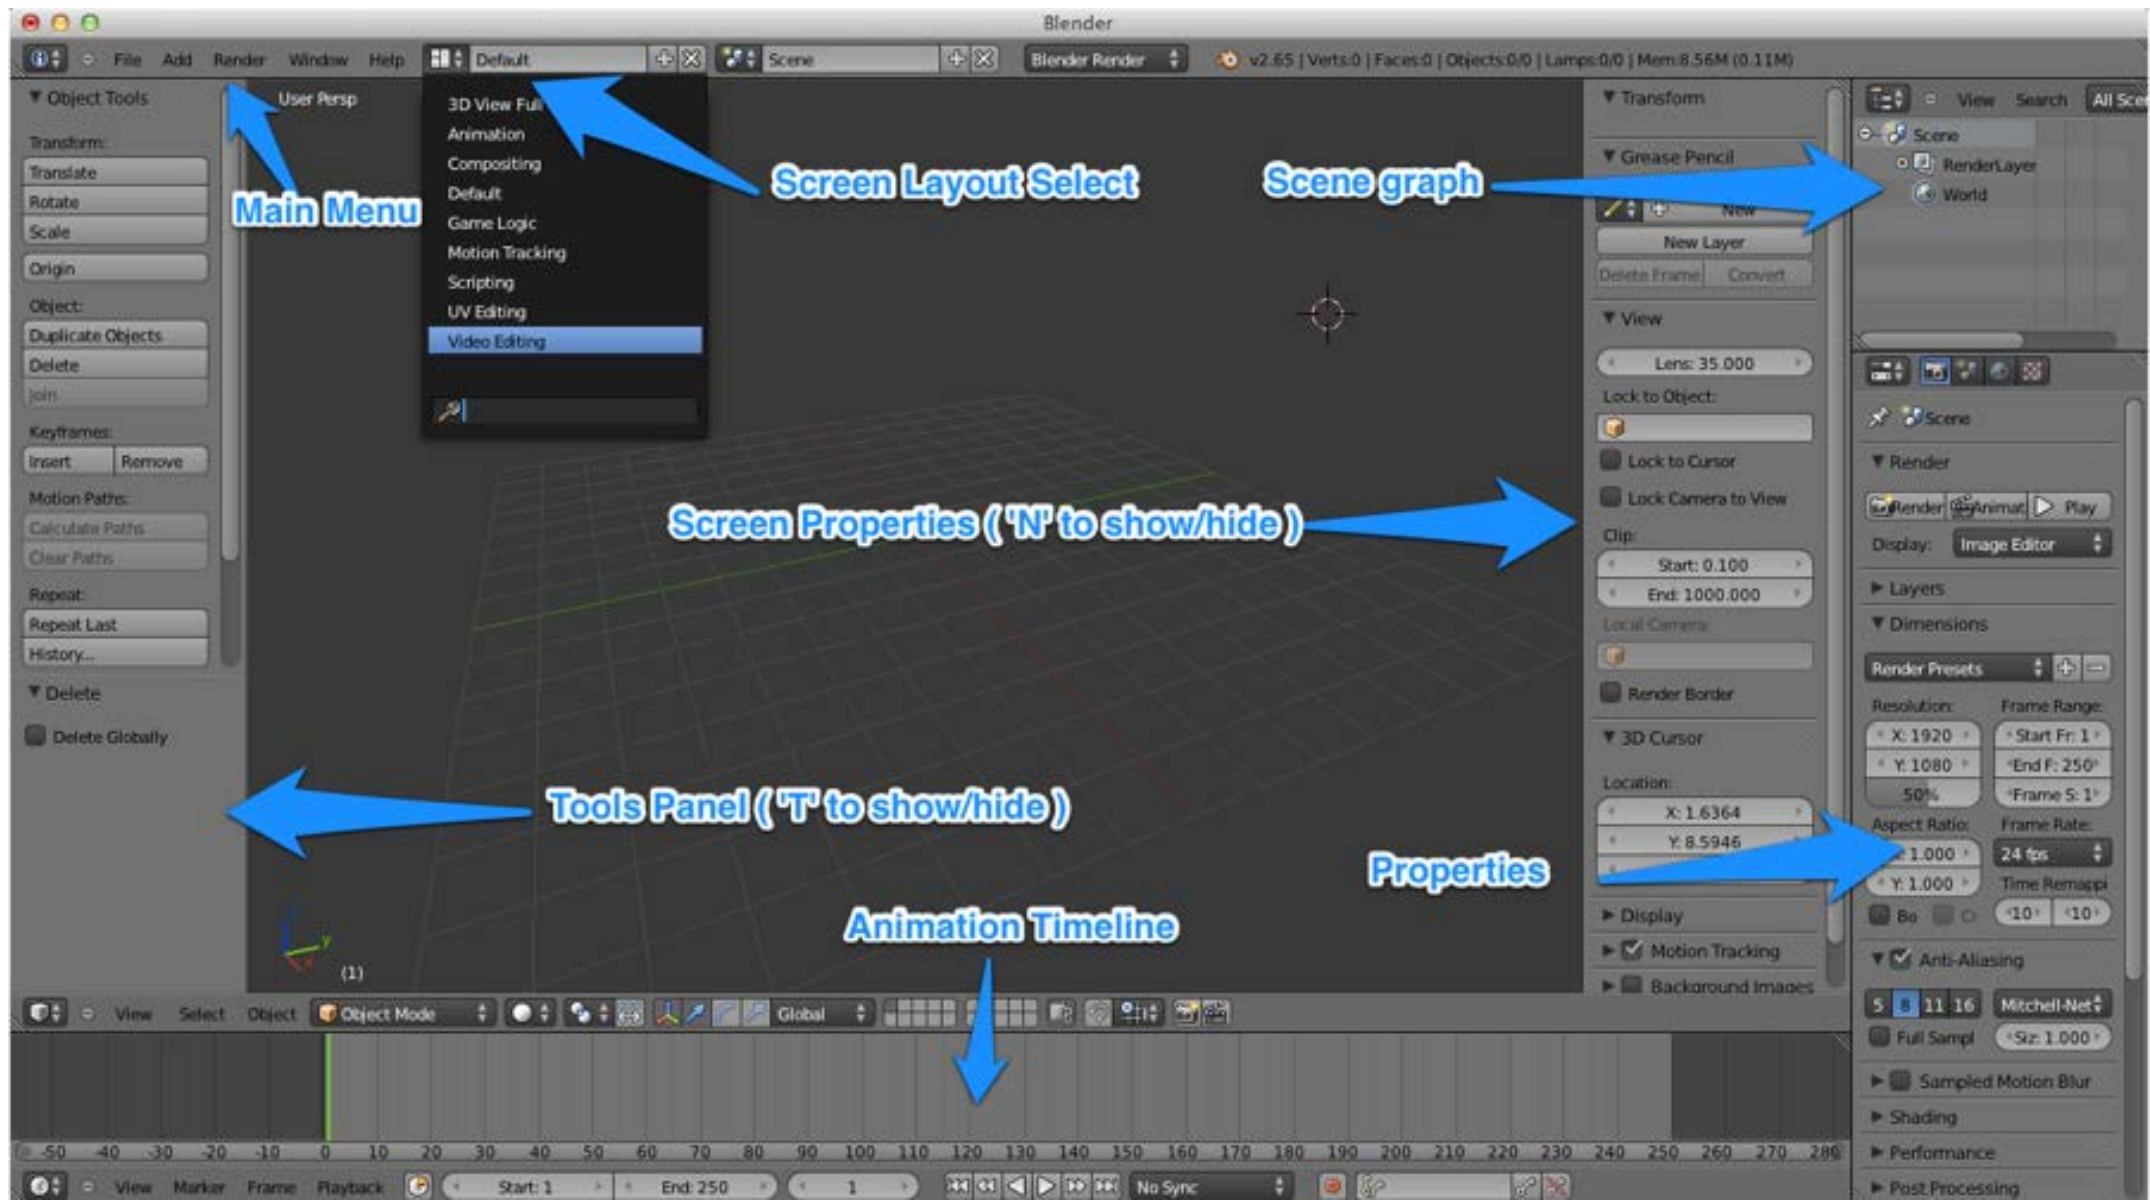 Blender
File Add Render Window Help Default Scene Blender Render v2.65 | Verts:0 | Faces:0 | Objects:0/0 | Lamps:0/0 | Mem:8.56M (0.11M)
Object Tools
Transform:
Translate
Rotate
Scale
Origin
Object:
Duplicate Objects
Delete
Join
Keyframes:
Insert Remove
Motion Paths:
Calculate Paths
Clear Paths
Repeat:
Repeat Last
History...
Delete
Delete Globally
User Persp
Main Menu
3D View Full
Animation
Compositing
Default
Game Logic
Motion Tracking
Scripting
UV Editing
Video Editing
Screen Layout Select
Scene graph
Screen Properties ( 'N' to show/hide )
Tools Panel ( 'T' to show/hide )
Properties
Animation Timeline
(1)
z
y
x
Transform
Grease Pencil
New
New Layer
Delete Frame Convert
View
Lens: 35.000
Lock to Object:
Lock to Cursor
Lock Camera to View
Clip:
Start: 0.100
End: 1000.000
Local Camera:
Render Border
3D Cursor
Location:
X: 1.6364
Y: 8.5946
Display
Motion Tracking
Background Images
View Search All Sce
Scene
RenderLayer
World
Scene
Render
Render Animat Play
Display: Image Editor
Layers
Dimensions
Render Presets
Resolution: Frame Range:
X: 1920 Start Fr: 1
Y: 1080 End F: 250
50% Frame S: 1
Aspect Ratio: Frame Rate:
1.000 24 fps
Y: 1.000 Time Remappi
Bo 10 10
Anti-Aliasing
5 8 11 16 Mitchell-Net
Full Sampl Siz: 1.000
Sampled Motion Blur
Shading
Performance
Post Processing
View Select Object Object Mode Global
-50 -40 -30 -20 -10 0 10 20 30 40 50 60 70 80 90 100 110 120 130 140 150 160 170 180 190 200 210 220 230 240 250 260 270 280
View Marker Frame Playback Start: 1 End: 250 1 No Sync